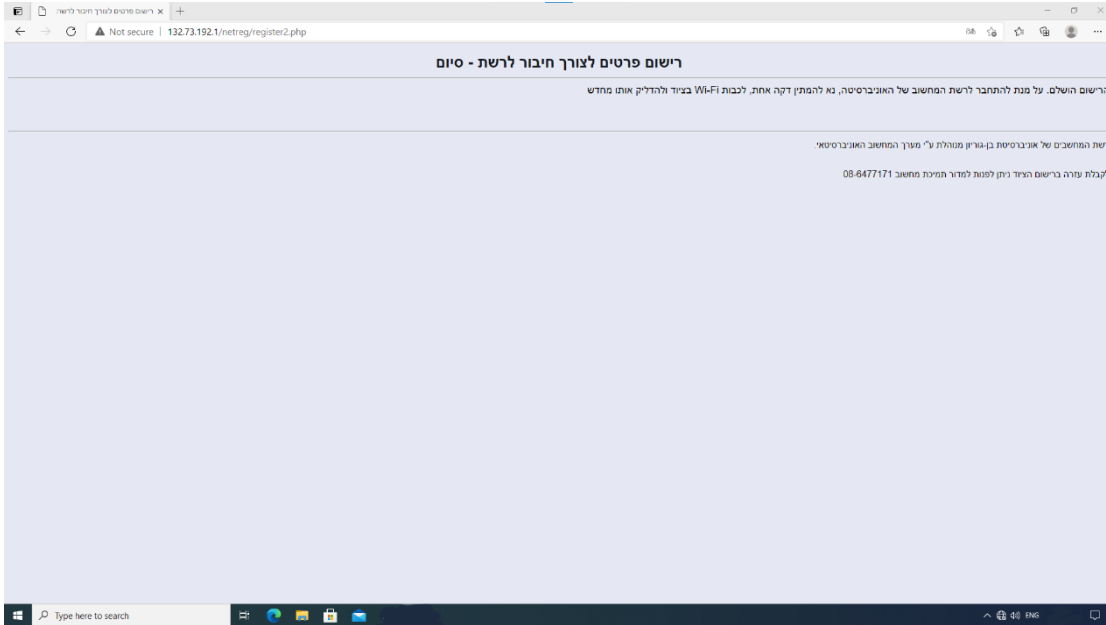 רישום פרטים לצורך חיבור לרשת
Not secure | 132.73.192.1/netreg/register2.php
רישום פרטים לצורך חיבור לרשת - סיום
הרישום הושלם. על מנת להתחבר לרשת המחשוב של האוניברסיטה, נא להמתין דקה אחת, לכבות Wi-Fi בציוד ולהדליק אותו מחדש
רשת המחשבים של אוניברסיטת בן-גוריון מנוהלת ע"י מערך המחשוב האוניברסיטאי.
לקבלת עזרה ברישום הציוד ניתן לפנות למדור תמיכת מחשוב 08-6477171
Type here to search
ENG